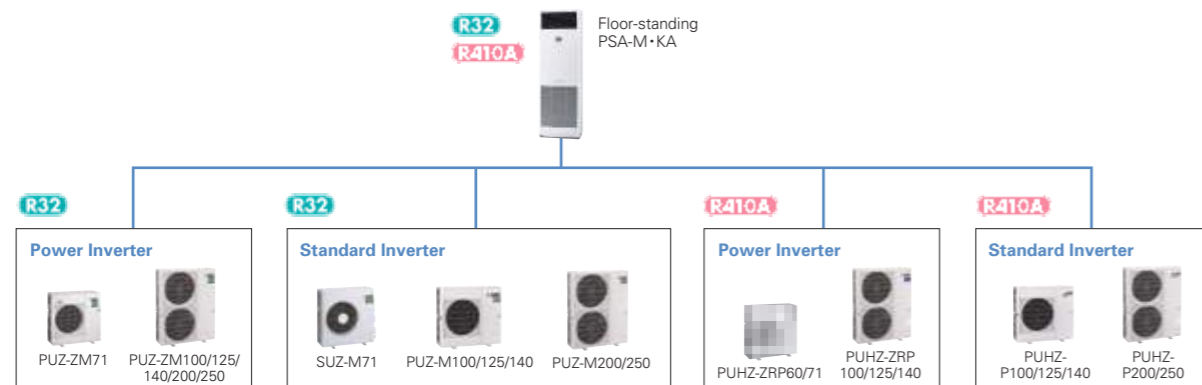 R32
R410A
Floor-standing
PSA-M・KA
R32
Power Inverter
PUZ-ZM71
PUZ-ZM100/125/
140/200/250
R32
Standard Inverter
SUZ-M71
PUZ-M100/125/140
PUZ-M200/250
R410A
Power Inverter
PUHZ-ZRP60/71
PUHZ-ZRP
100/125/140
R410A
Standard Inverter
PUHZ-
P100/125/140
PUHZ-
P200/250